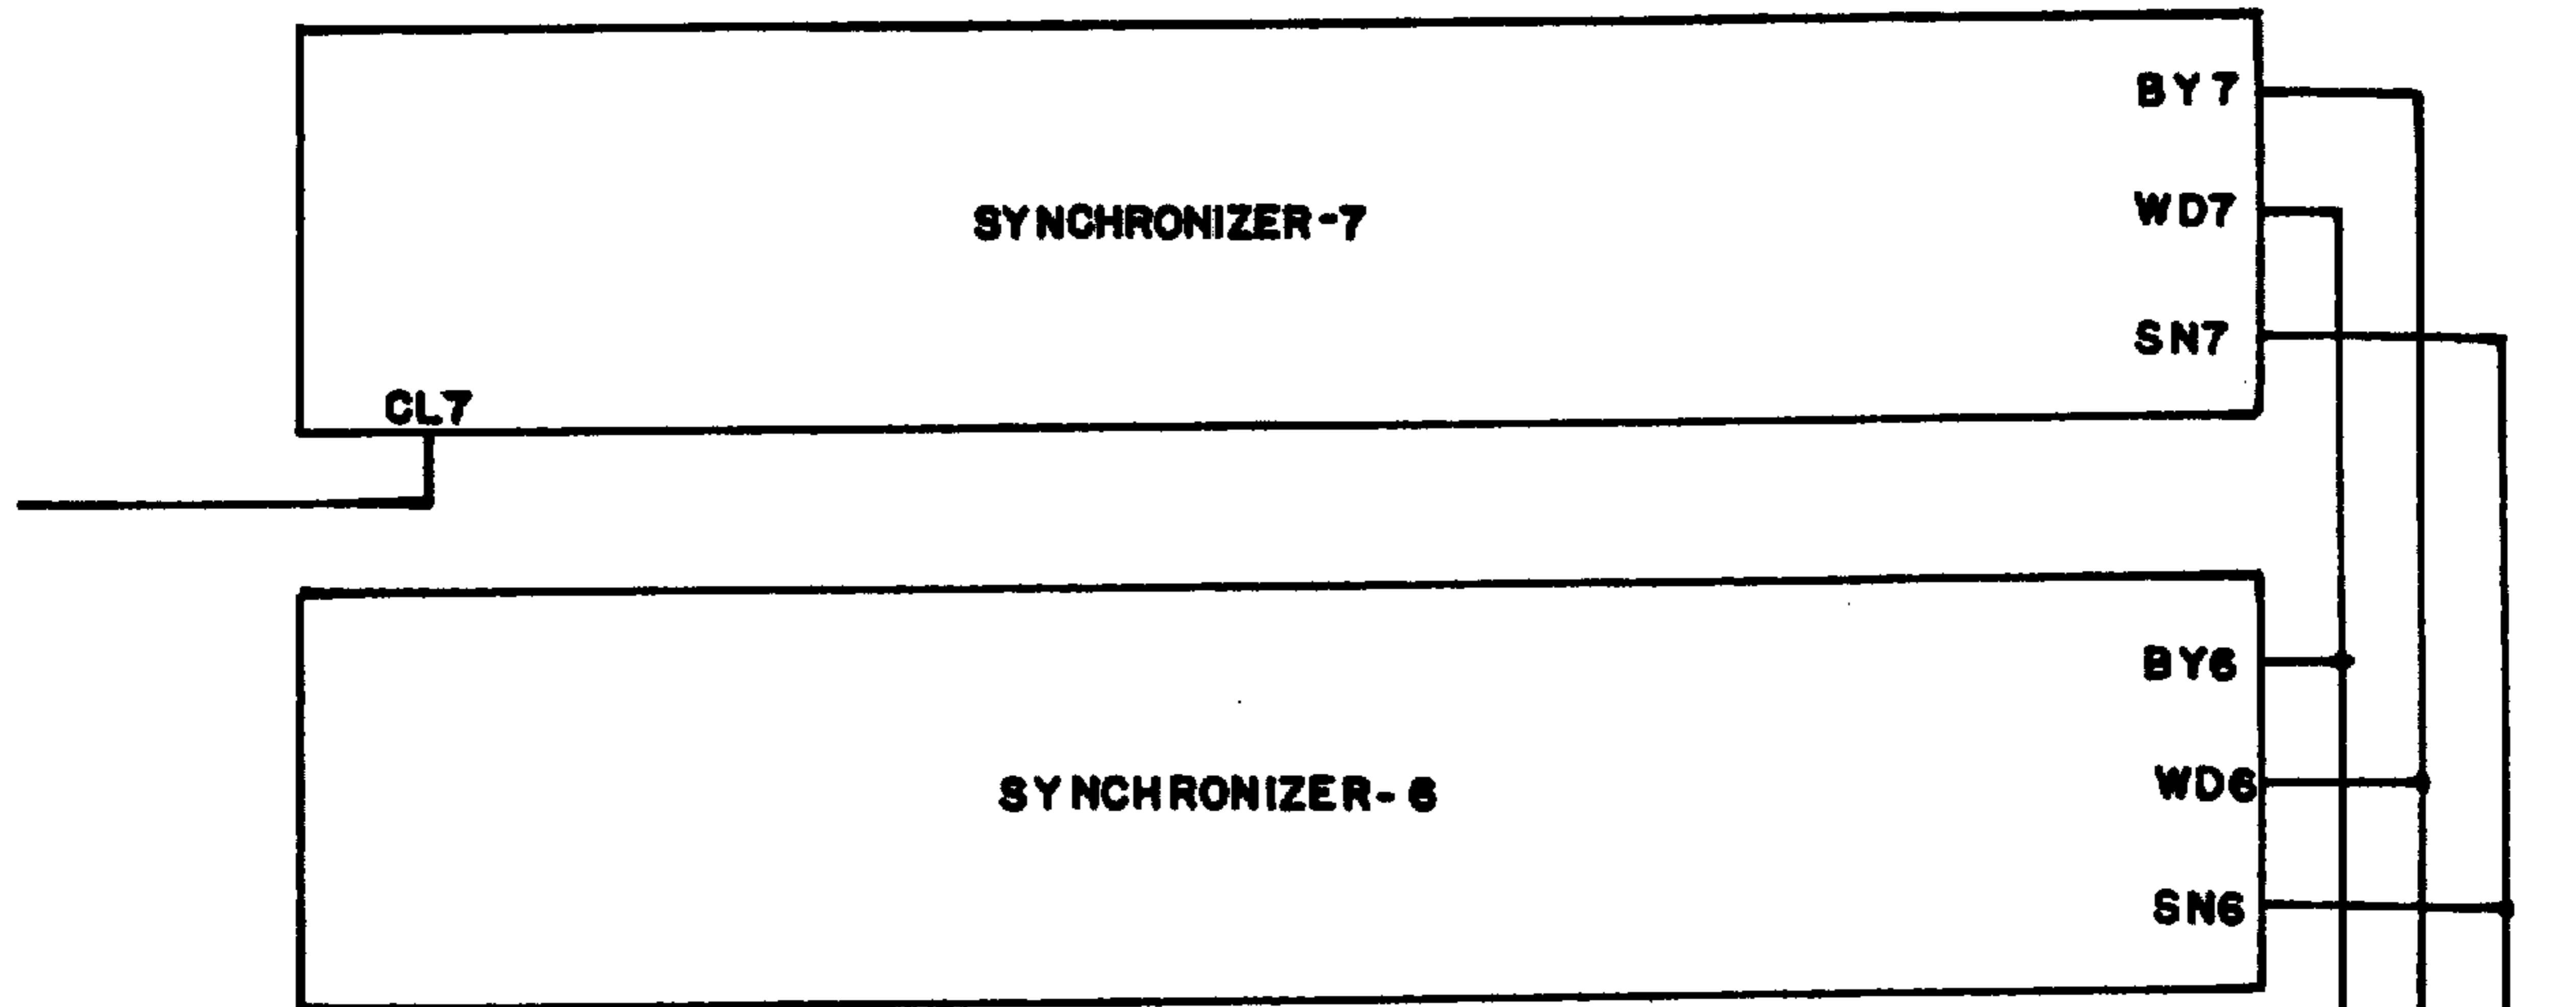 BY7
SYNCHRONIZER-7
WD7
SN7
CL7
BY6
SYNCHRONIZER-6
WD6
SN6